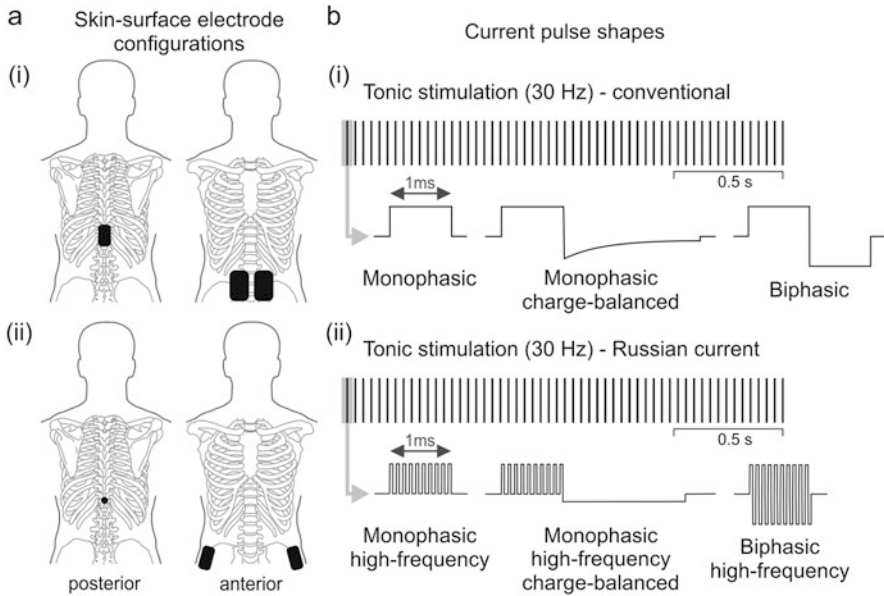 a
Skin-surface electrode
configurations
(i)
(ii)
posterior
anterior
b
Current pulse shapes
(i)
Tonic stimulation (30 Hz) - conventional
0.5 s
1ms
Monophasic
Monophasic
charge-balanced
Biphasic
(ii)
Tonic stimulation (30 Hz) - Russian current
0.5 s
1ms
Monophasic
high-frequency
Monophasic
high-frequency
charge-balanced
Biphasic
high-frequency